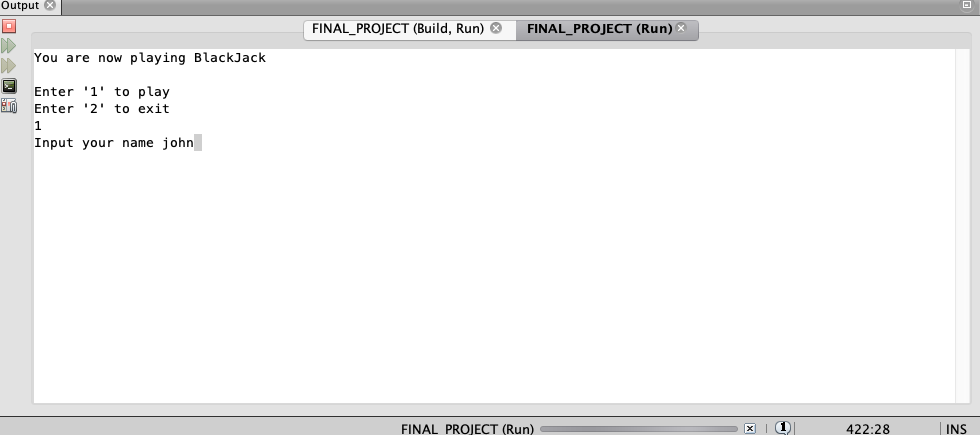 Output
FINAL_PROJECT (Build, Run) FINAL_PROJECT (Run)
You are now playing BlackJack
Enter '1' to play
Enter '2' to exit
1
Input your name john
FINAL_PROJECT (Run) 1 422:28 INS